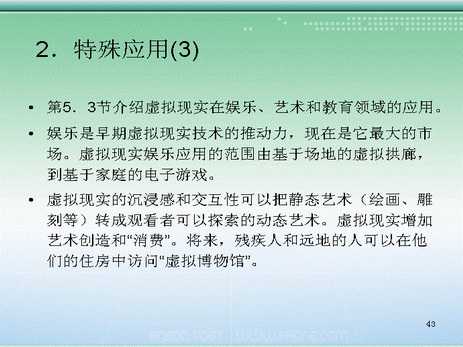 2．特殊应用(3)
• 第5．3节介绍虚拟现实在娱乐、艺术和教育领域的应用。
• 娱乐是早期虚拟现实技术的推动力，现在是它最大的市
场。虚拟现实娱乐应用的范围由基于场地的虚拟拱廊，
到基于家庭的电子游戏。
• 虚拟现实的沉浸感和交互性可以把静态艺术（绘画、雕
刻等）转成观看者可以探索的动态艺术。虚拟现实增加
艺术创造和“消费”。将来，残疾人和远地的人可以在他
们的住房中访问“虚拟博物馆”。
43